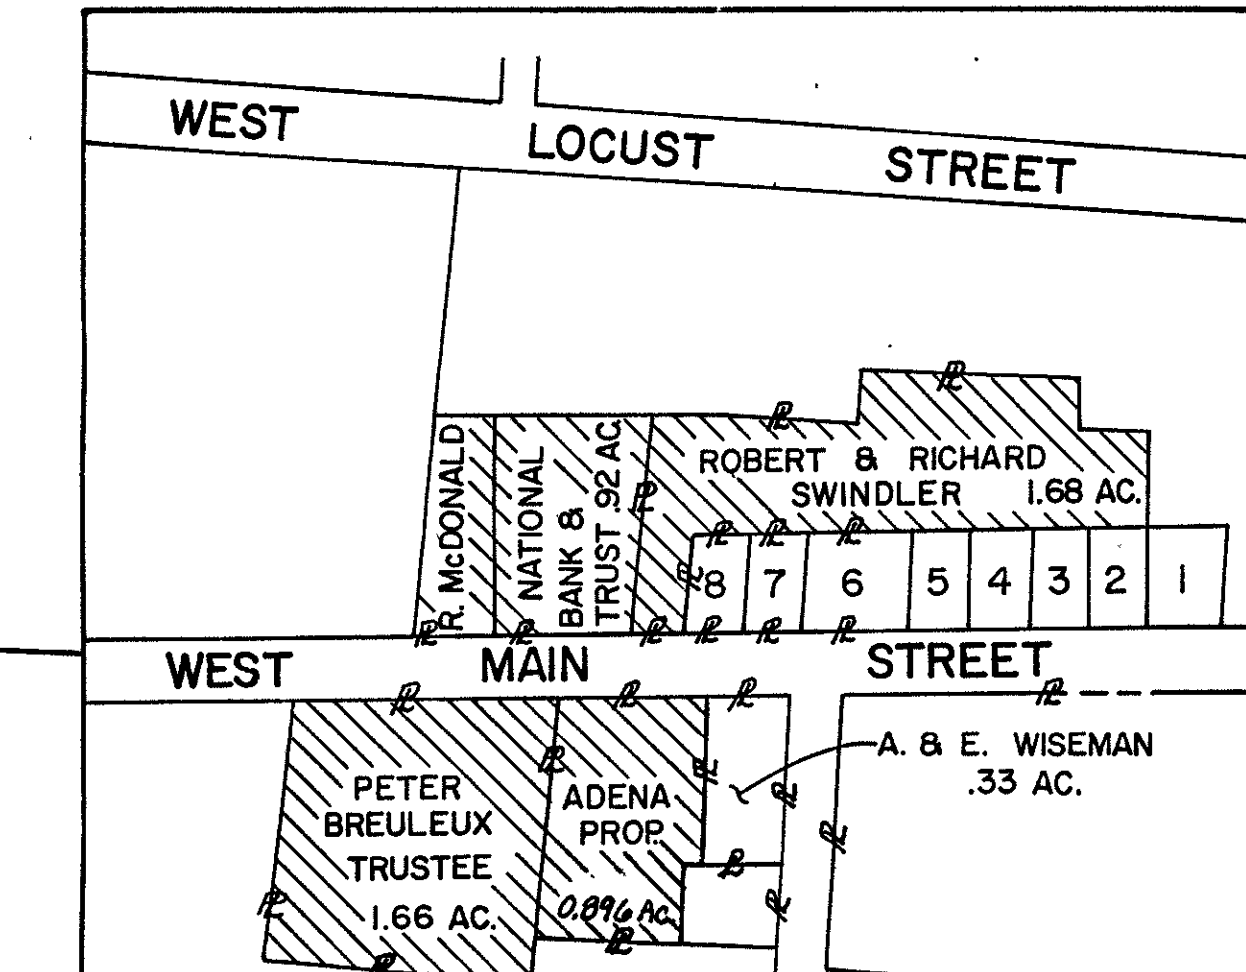 WEST LOCUST STREET
R. McDONALD
NATIONAL
BANK &
TRUST .92 AC.
ROBERT & RICHARD
SWINDLER 1.68 AC.
8 7 6 5 4 3 2 1
WEST MAIN STREET
PETER
BREULEUX
TRUSTEE
1.66 AC.
ADENA
PROP.
0.896 Ac.
A. & E. WISEMAN
.33 AC.